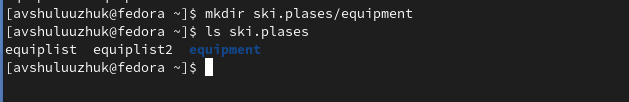 [avshuluuzhuk@fedora ~]$ mkdir ski.plases/equipment
[avshuluuzhuk@fedora ~]$ ls ski.plases
equiplist  equiplist2  equipment
[avshuluuzhuk@fedora ~]$